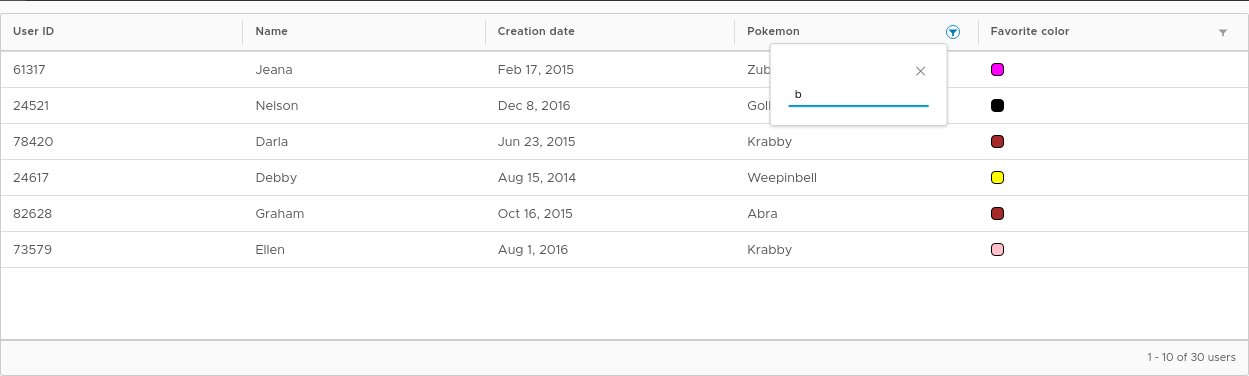 User ID Name Creation date Pokemon Favorite color
61317 Jeana Feb 17, 2015
b
24521 Nelson Dec 8, 2016
78420 Darla Jun 23, 2015 Krabby
24617 Debby Aug 15, 2014 Weepinbell
82628 Graham Oct 16, 2015 Abra
73579 Ellen Aug 1, 2016 Krabby
1 - 10 of 30 users